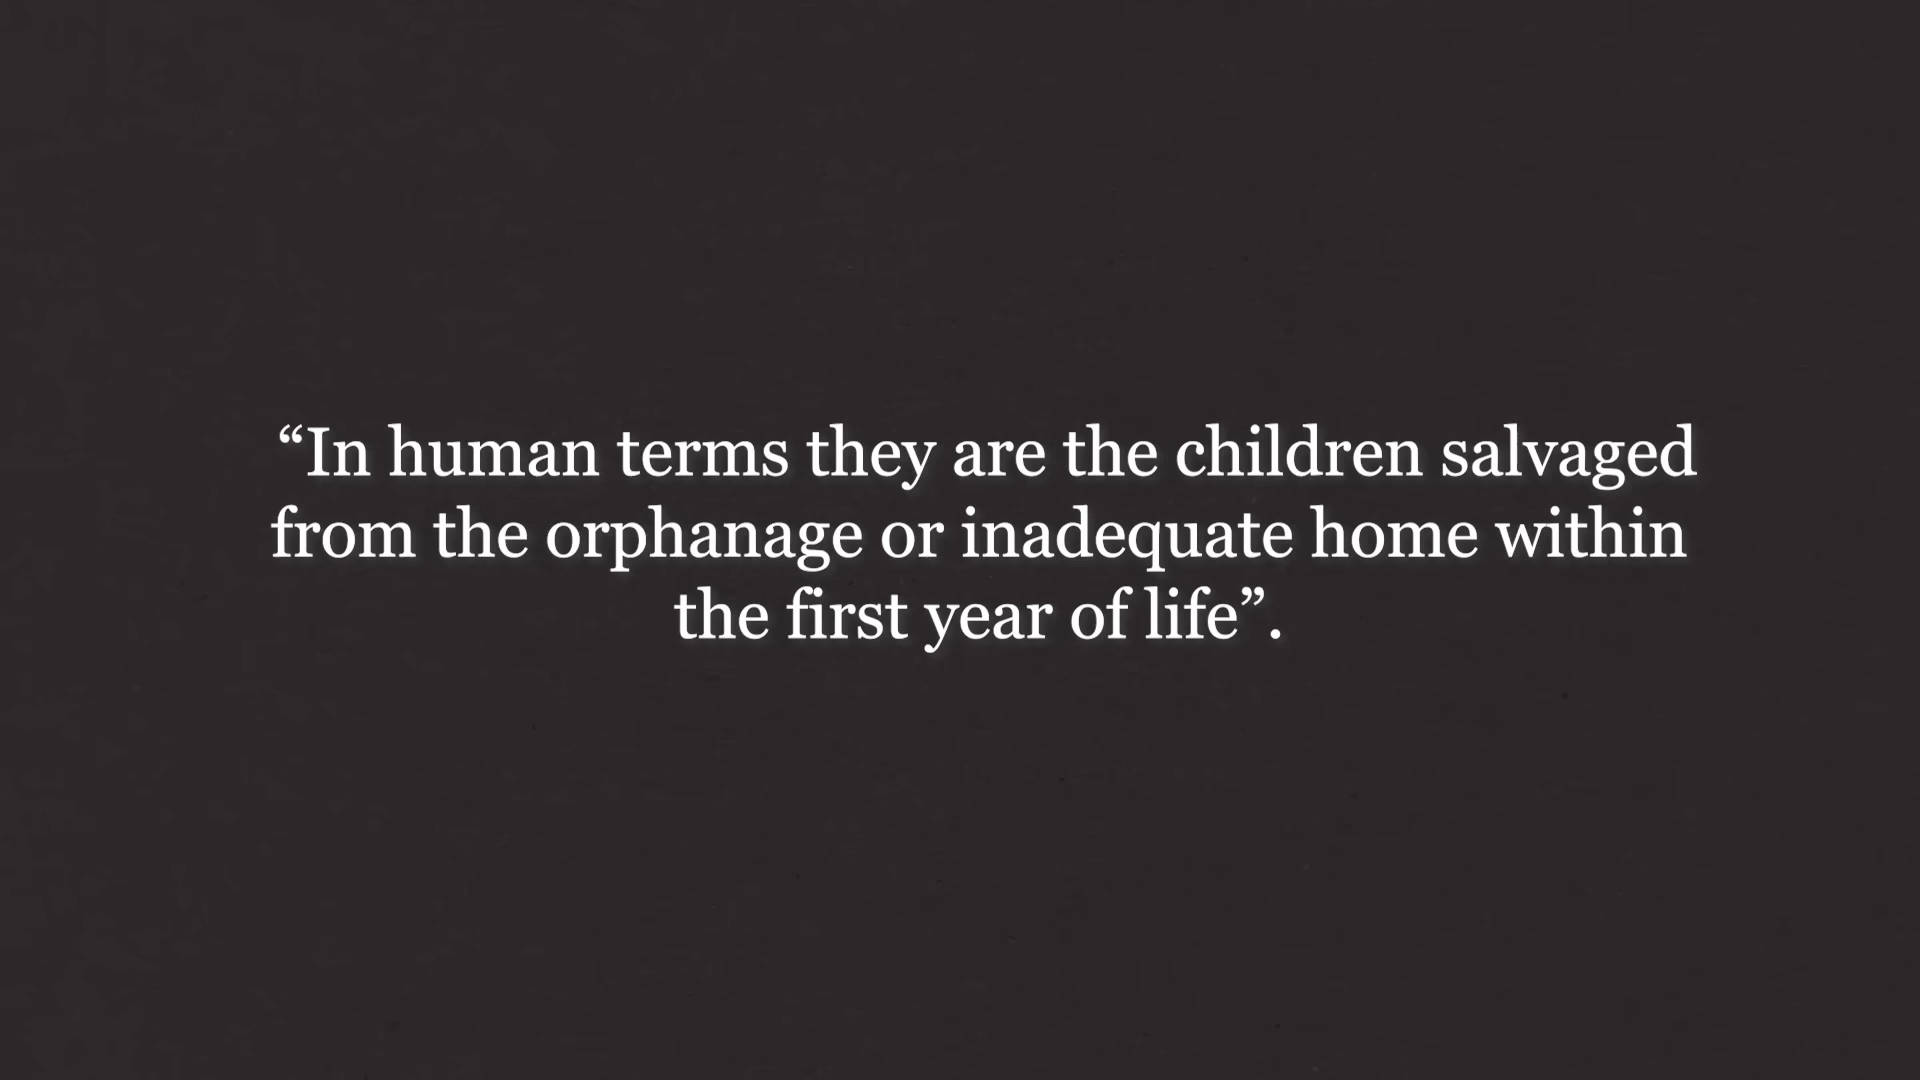 “In human terms they are the children salvaged
from the orphanage or inadequate home within
the first year of life”.